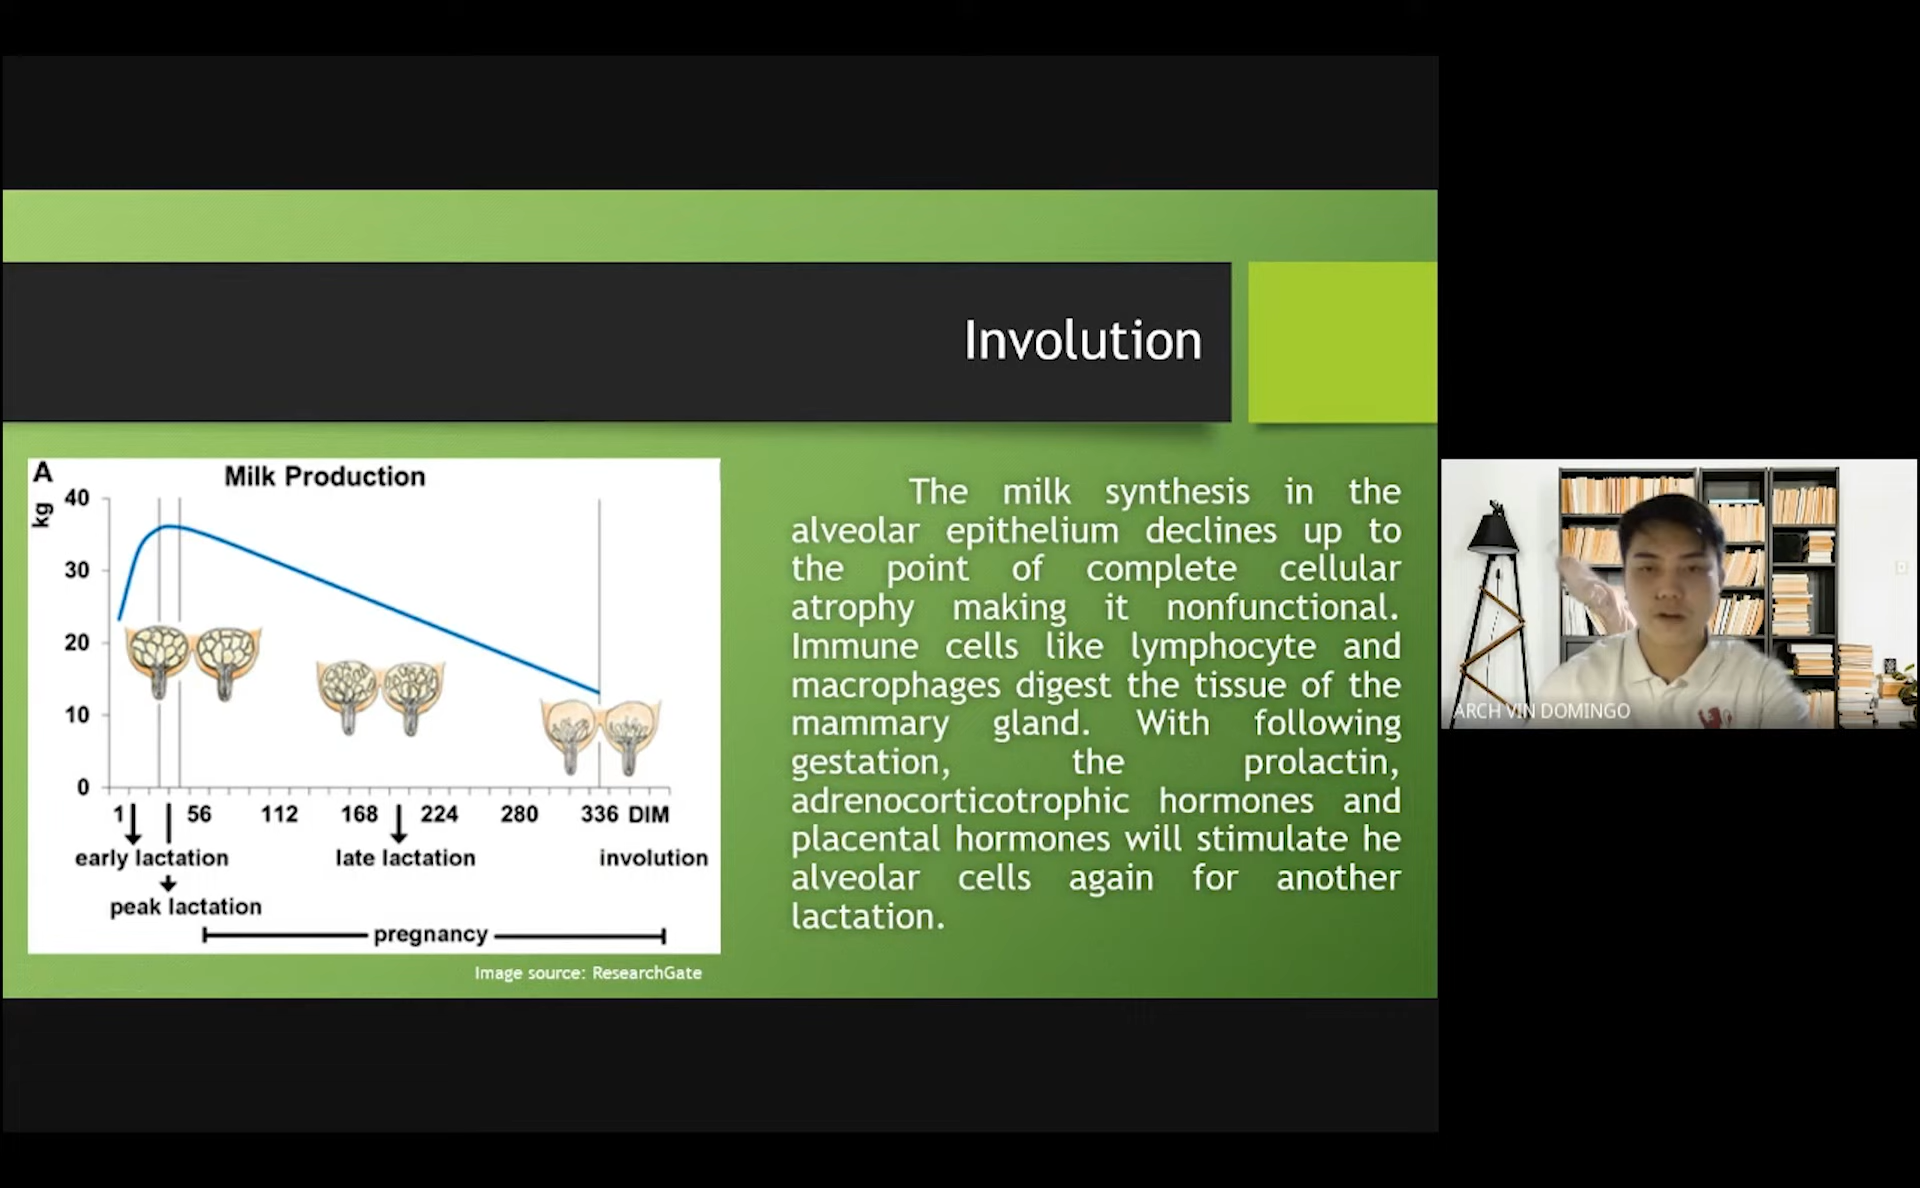 Involution
A
Milk Production
kg
40
30
20
10
0
1 56 112 168 224 280 336 DIM
early lactation
late lactation
involution
peak lactation
pregnancy
Image source: ResearchGate
The milk synthesis in the
alveolar epithelium declines up to
the point of complete cellular
atrophy making it nonfunctional.
Immune cells like lymphocyte and
macrophages digest the tissue of the
mammary gland. With following
gestation, the prolactin,
adrenocorticotrophic hormones and
placental hormones will stimulate he
alveolar cells again for another
lactation.
ARCH VIN DOMINGO